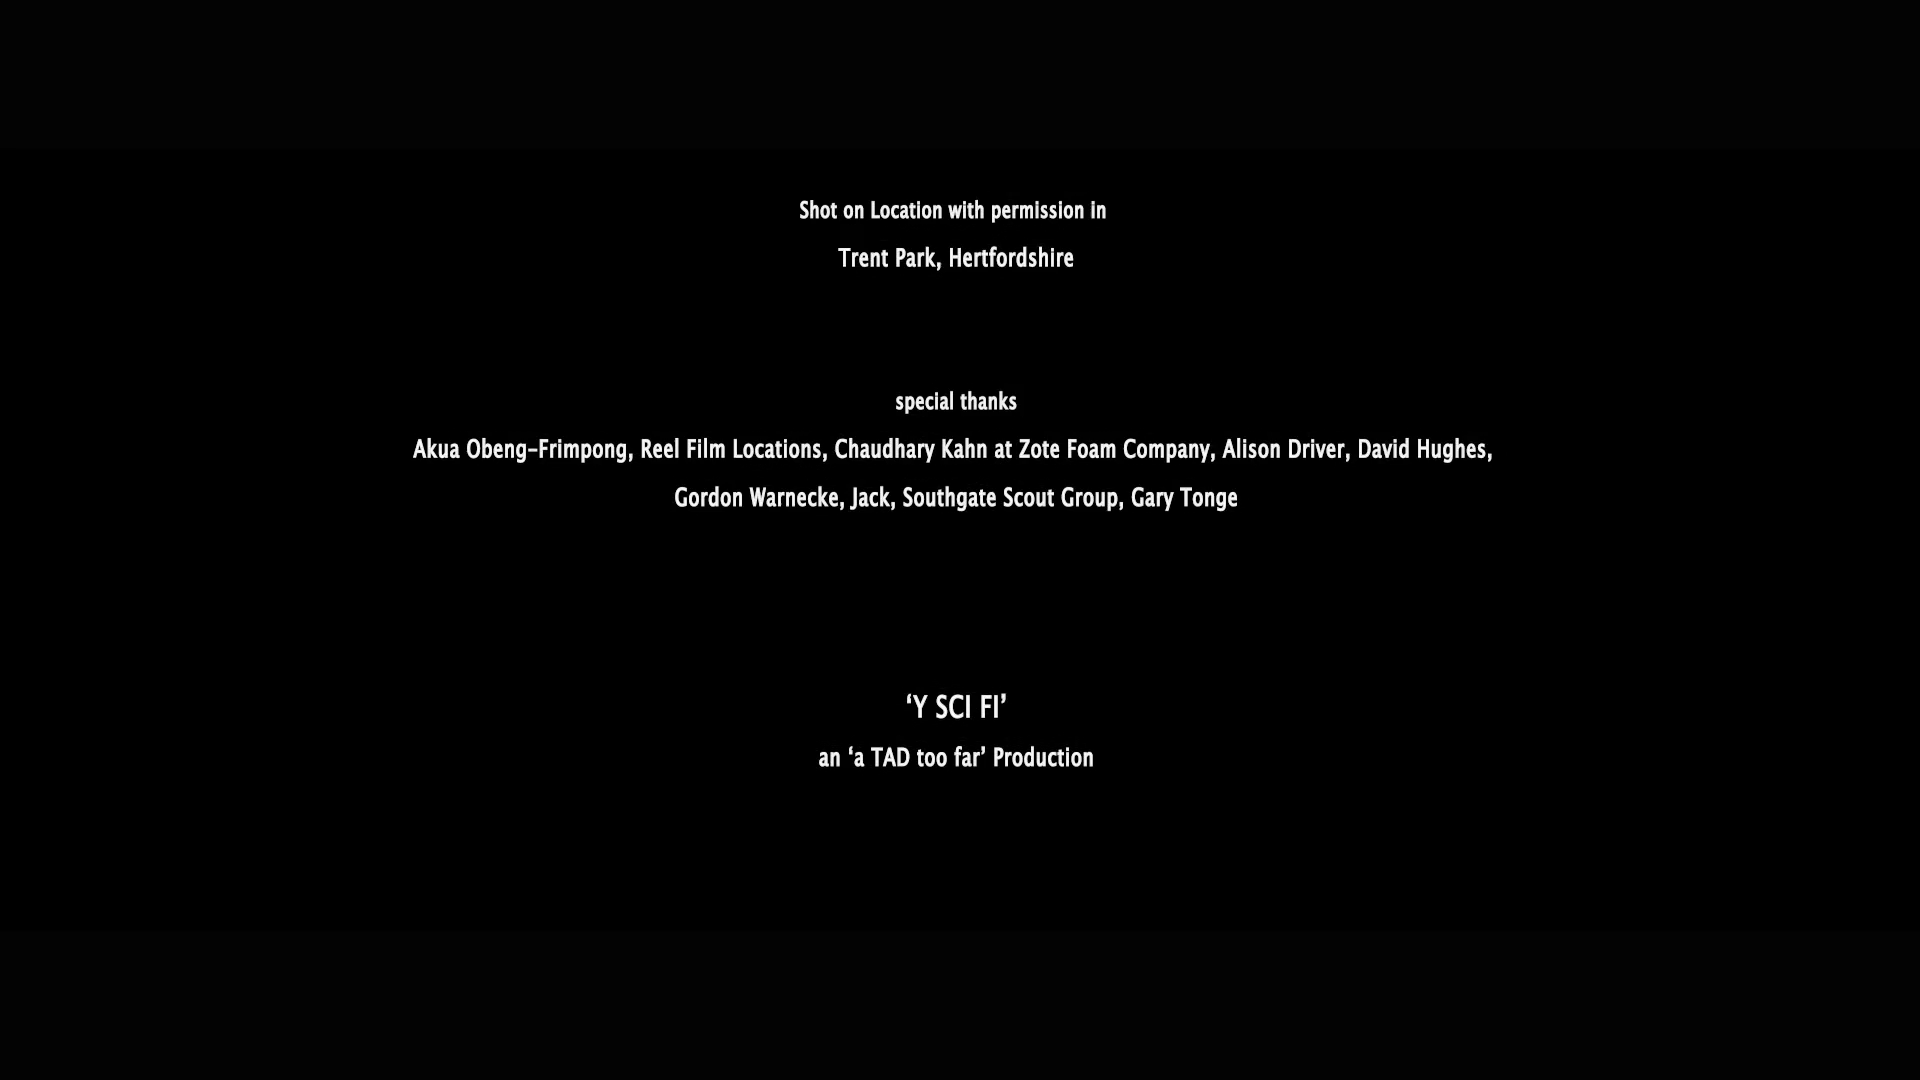 Shot on Location with permission in
Trent Park, Hertfordshire
special thanks
Akua Obeng-Frimpong, Reel Film Locations, Chaudhary Kahn at Zote Foam Company, Alison Driver, David Hughes,
Gordon Warnecke, Jack, Southgate Scout Group, Gary Tonge
‘Y SCI FI’
an ‘a TAD too far’ Production